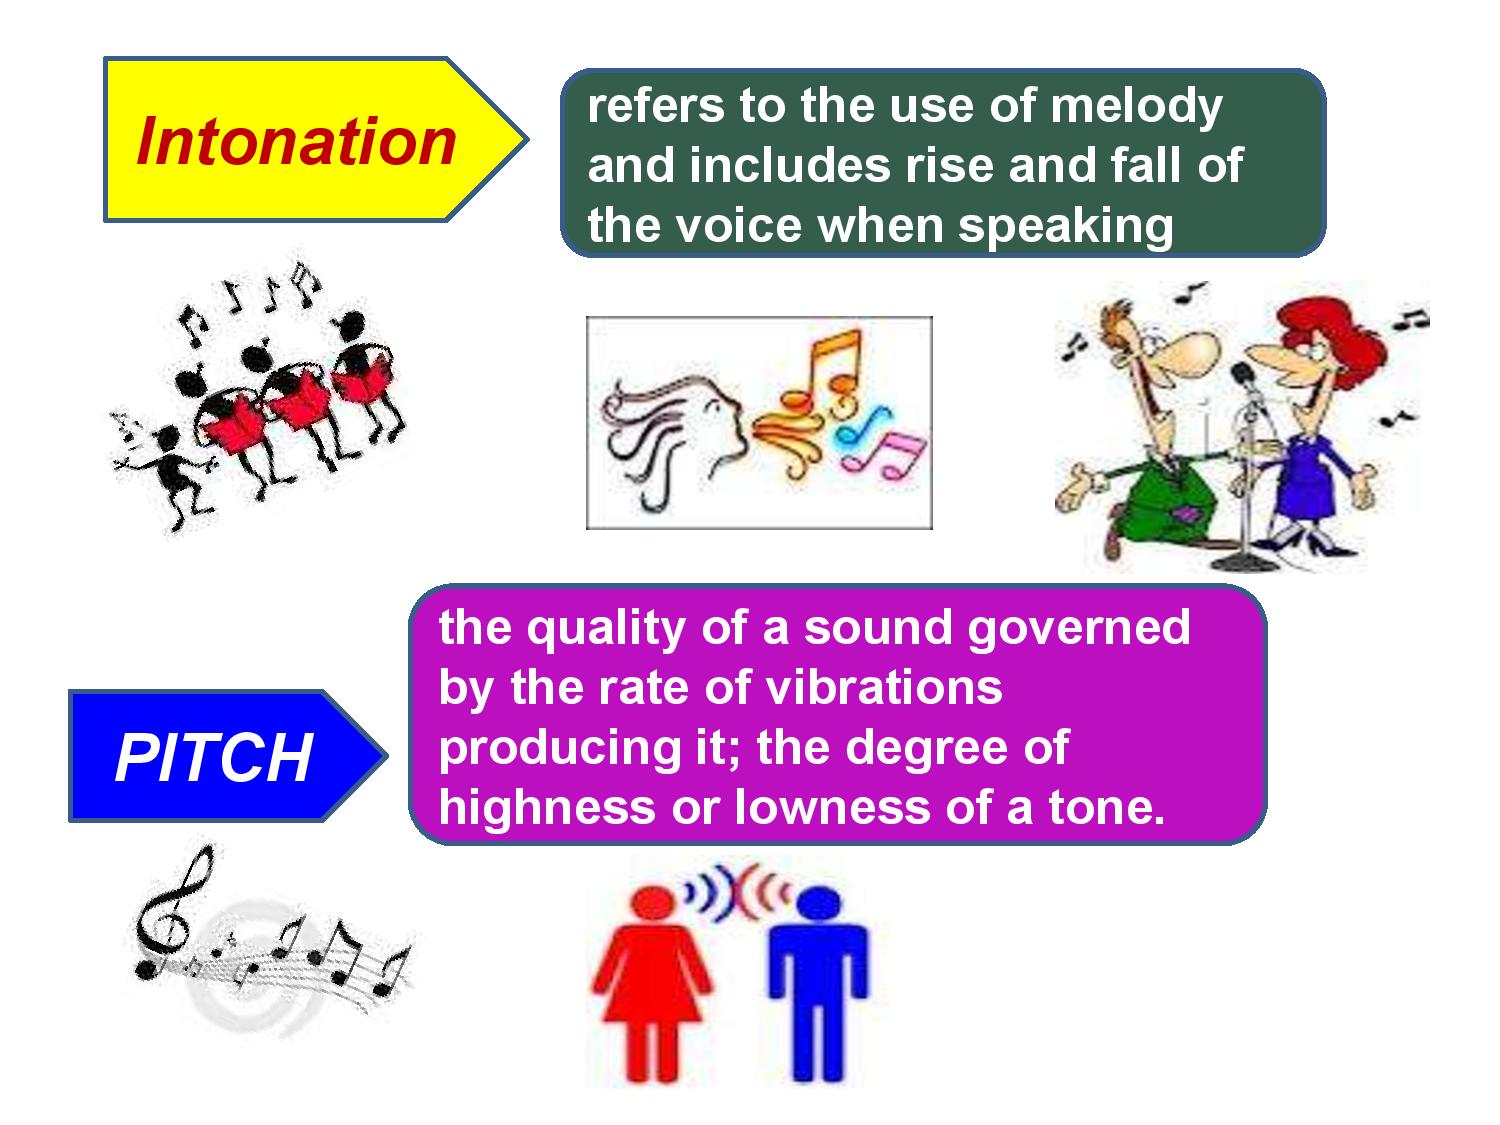 Intonation
refers to the use of melody
and includes rise and fall of
the voice when speaking
PITCH
the quality of a sound governed
by the rate of vibrations
producing it; the degree of
highness or lowness of a tone.